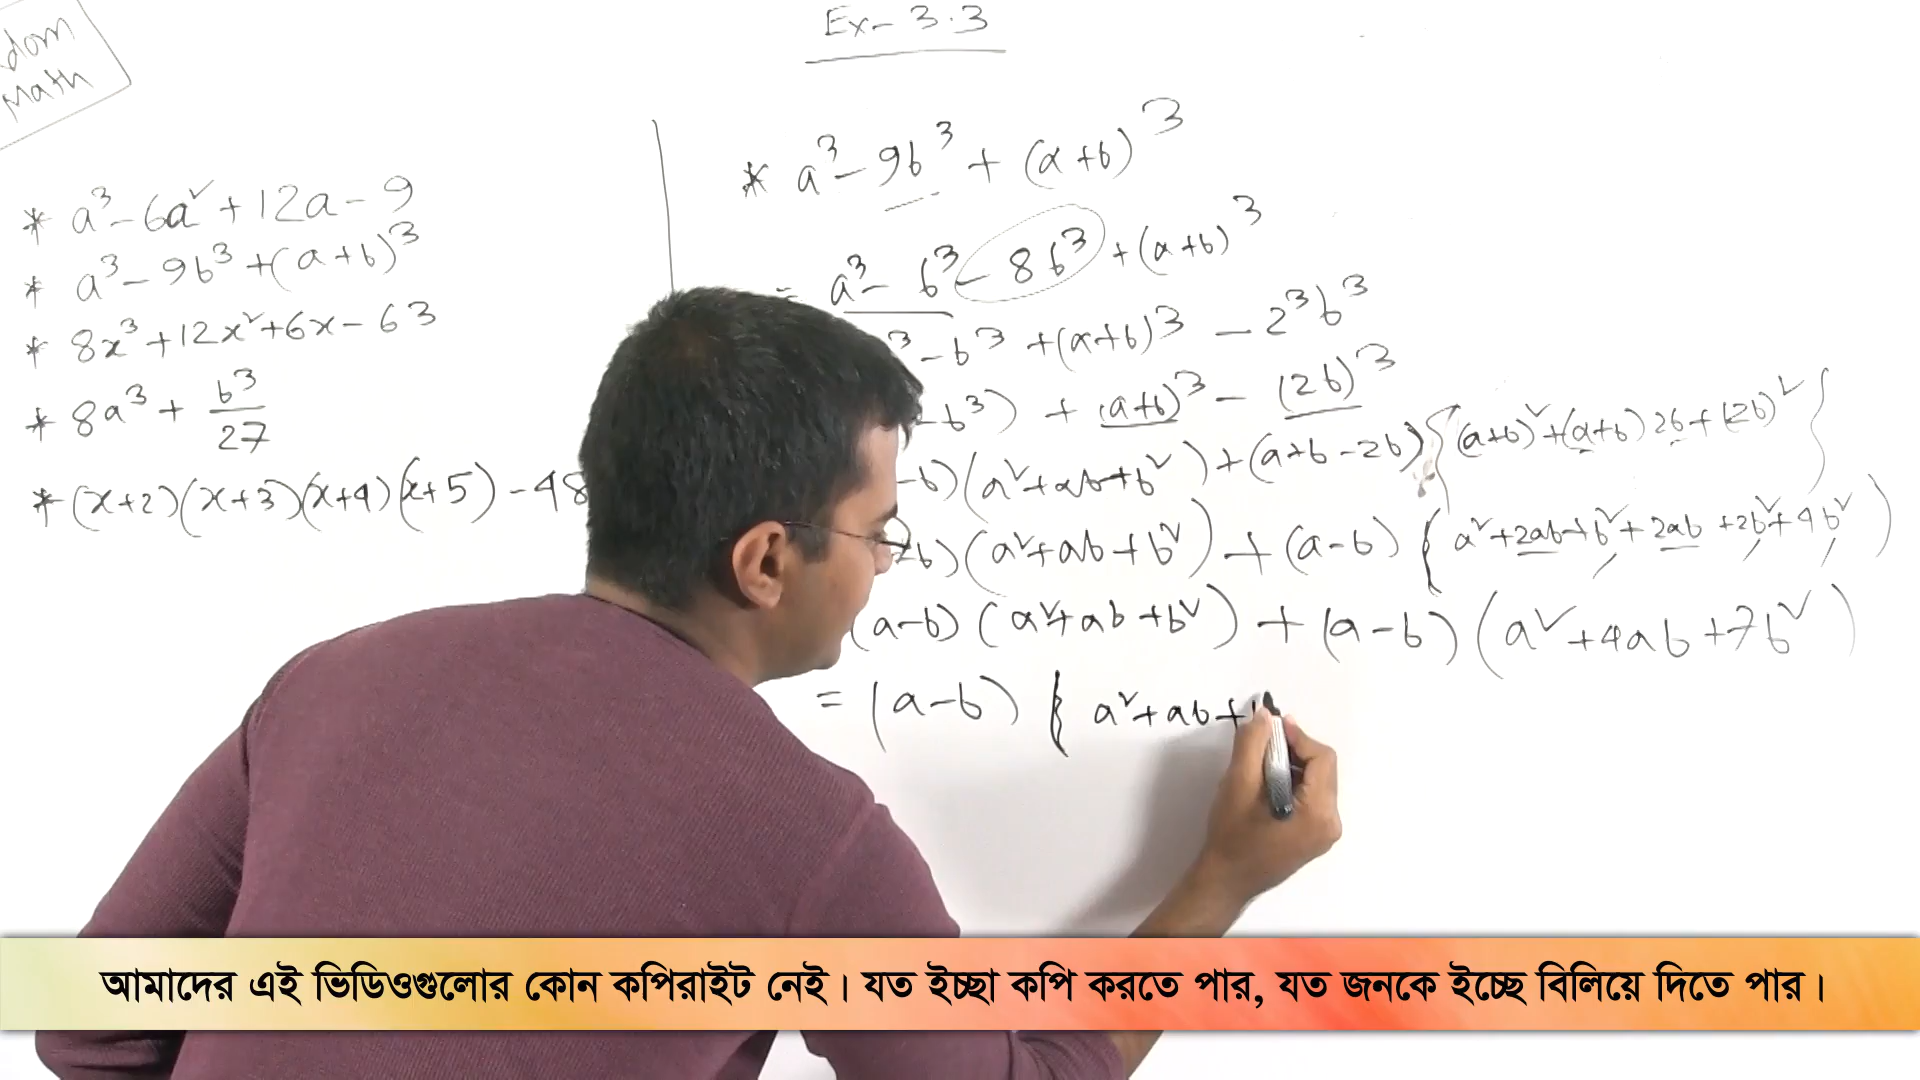 Ex- 3.3
dom
Math
* a³-6a²+12a-9
* a³-9b³+(a+b)³
* 8x³+12x²+6x-63
* 8a³+b³/27
*(x+2)(x+3)(x+4)(x+5)-48
* a³-9b³+(a+b)³
= a³-b³-8b³+(a+b)³
³-b³+(a+b)³-2³b³
-b³)+(a+b)³-(2b)³
-b)(a²+ab+b²)+(a+b-2b){(a+b)²+(a+b)2b+(2b)²}
b)(a²+ab+b²)+(a-b){a²+2ab+b²+2ab+2b²+4b²)
(a-b)(a²+ab+b²)+(a-b)(a²+4ab+7b²)
= (a-b){a²+ab+
আমাদের এই ভিডিওগুলোর কোন কপিরাইট নেই। যত ইচ্ছা কপি করতে পার, যত জনকে ইচ্ছে বিলিয়ে দিতে পার।